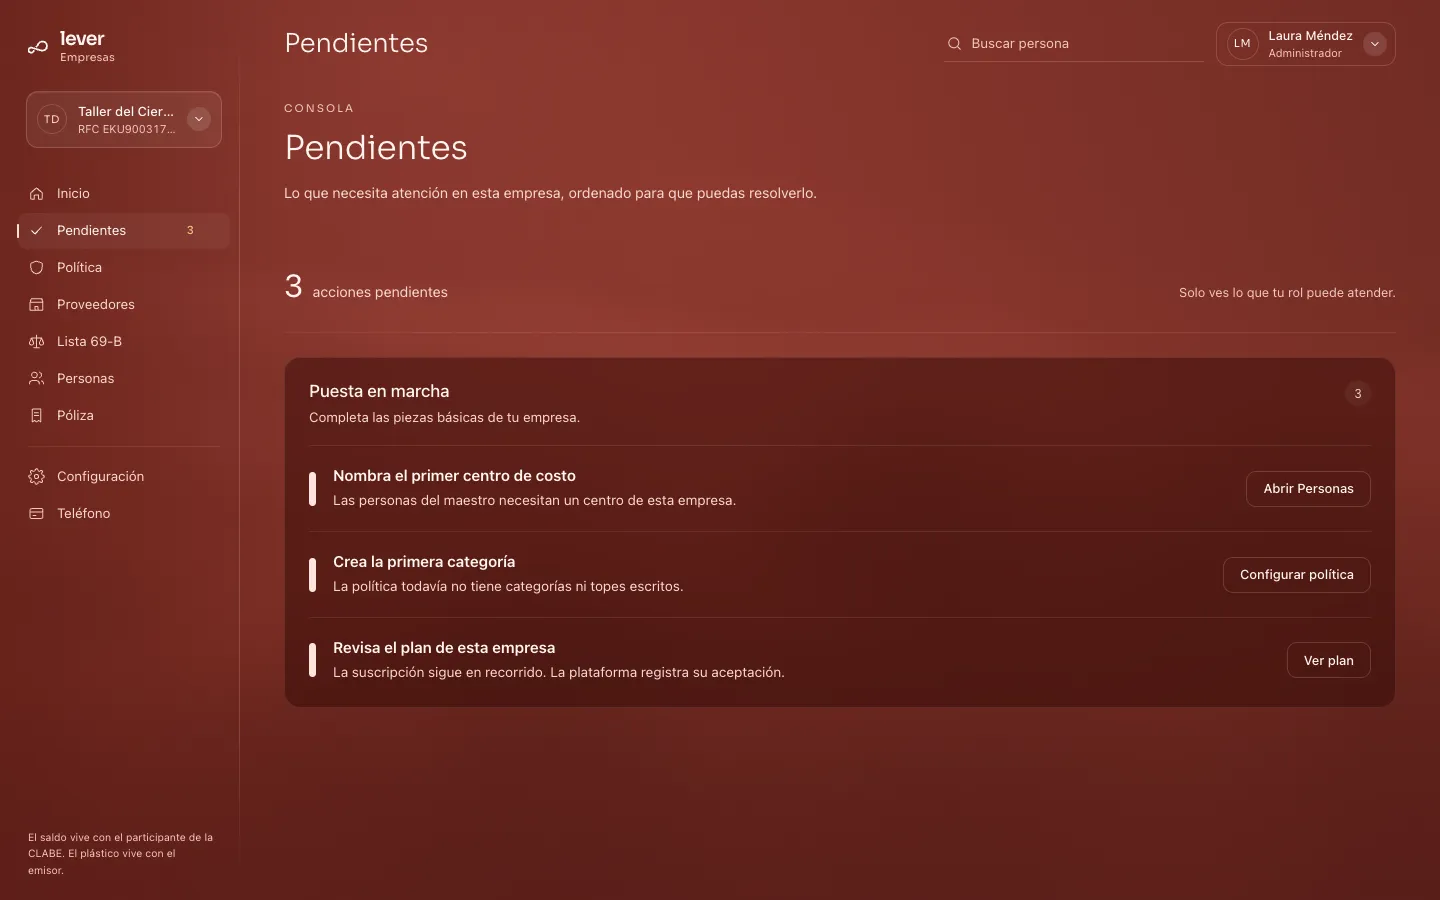 lever
Empresas
TD
Taller del Cier...
RFC EKU900317...
Inicio
Pendientes
3
Política
Proveedores
Lista 69-B
Personas
Póliza
Configuración
Teléfono
El saldo vive con el participante de la
CLABE. El plástico vive con el
emisor.
Pendientes
Buscar persona
LM
Laura Méndez
Administrador
CONSOLA
Pendientes
Lo que necesita atención en esta empresa, ordenado para que puedas resolverlo.
3 acciones pendientes
Solo ves lo que tu rol puede atender.
Puesta en marcha
3
Completa las piezas básicas de tu empresa.
Nombra el primer centro de costo
Las personas del maestro necesitan un centro de esta empresa.
Abrir Personas
Crea la primera categoría
La política todavía no tiene categorías ni topes escritos.
Configurar política
Revisa el plan de esta empresa
La suscripción sigue en recorrido. La plataforma registra su aceptación.
Ver plan